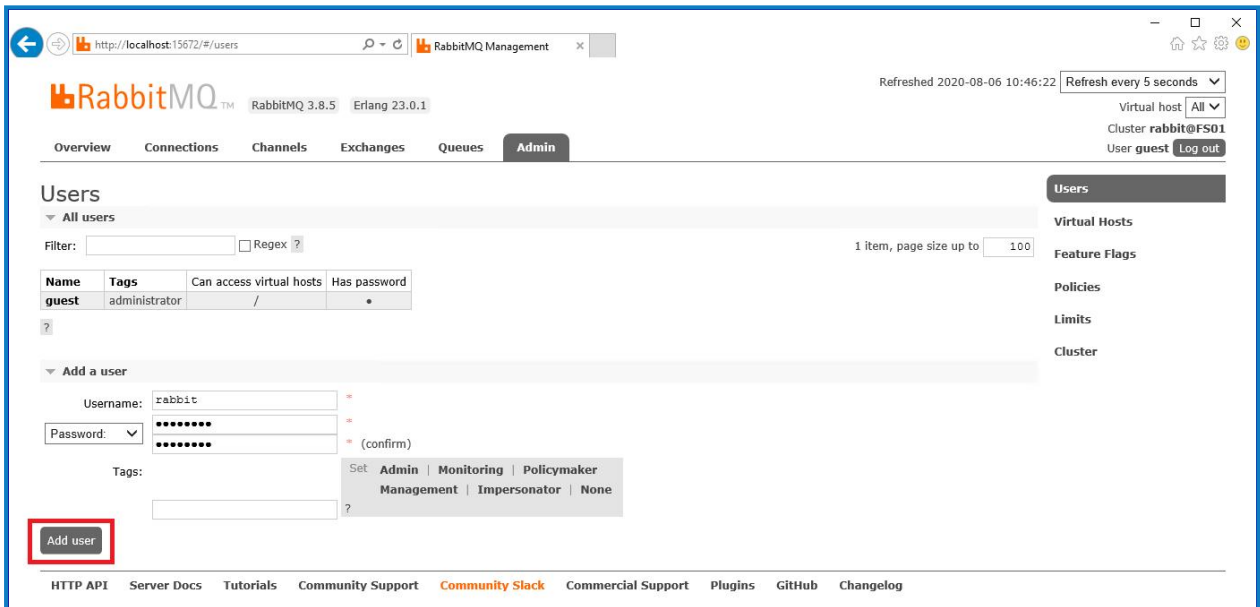 http://localhost:15672/#/users
RabbitMQ Management
Refreshed 2020-08-06 10:46:22 Refresh every 5 seconds
RabbitMQ TM RabbitMQ 3.8.5 Erlang 23.0.1
Virtual host All
Cluster rabbit@FS01
User guest Log out
Overview Connections Channels Exchanges Queues Admin
Users
All users
Filter: Regex ?
1 item, page size up to 100
Name Tags Can access virtual hosts Has password
guest administrator / ●
?
Add a user
Username: rabbit *
Password: ●●●●●●●● *
●●●●●●●● * (confirm)
Tags:
Set Admin | Monitoring | Policymaker
Management | Impersonator | None
?
Add user
Users
Virtual Hosts
Feature Flags
Policies
Limits
Cluster
HTTP API Server Docs Tutorials Community Support Community Slack Commercial Support Plugins GitHub Changelog